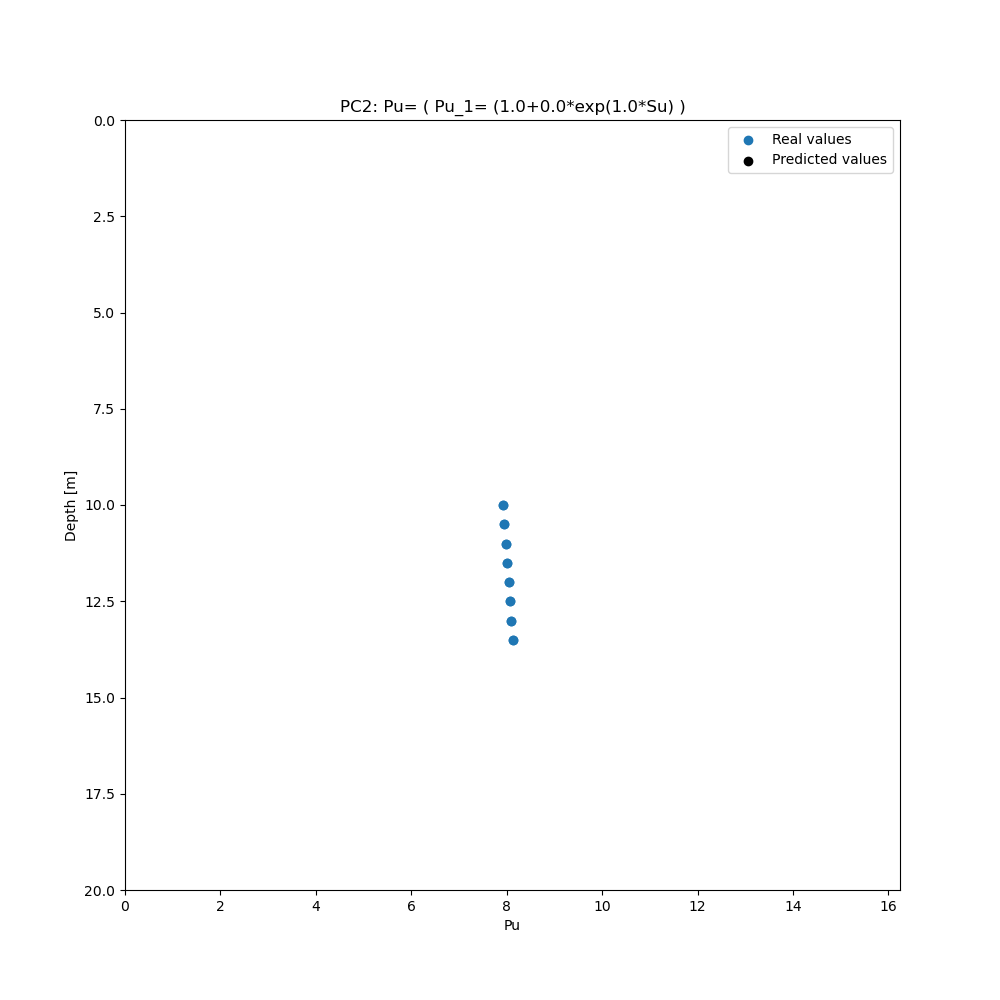 PC2: Pu= ( Pu_1= (1.0+0.0*exp(1.0*Su) )
Real values
Predicted values
0.0
2.5
5.0
7.5
10.0
12.5
15.0
17.5
20.0
Depth [m]
0 2 4 6 8 10 12 14 16
Pu